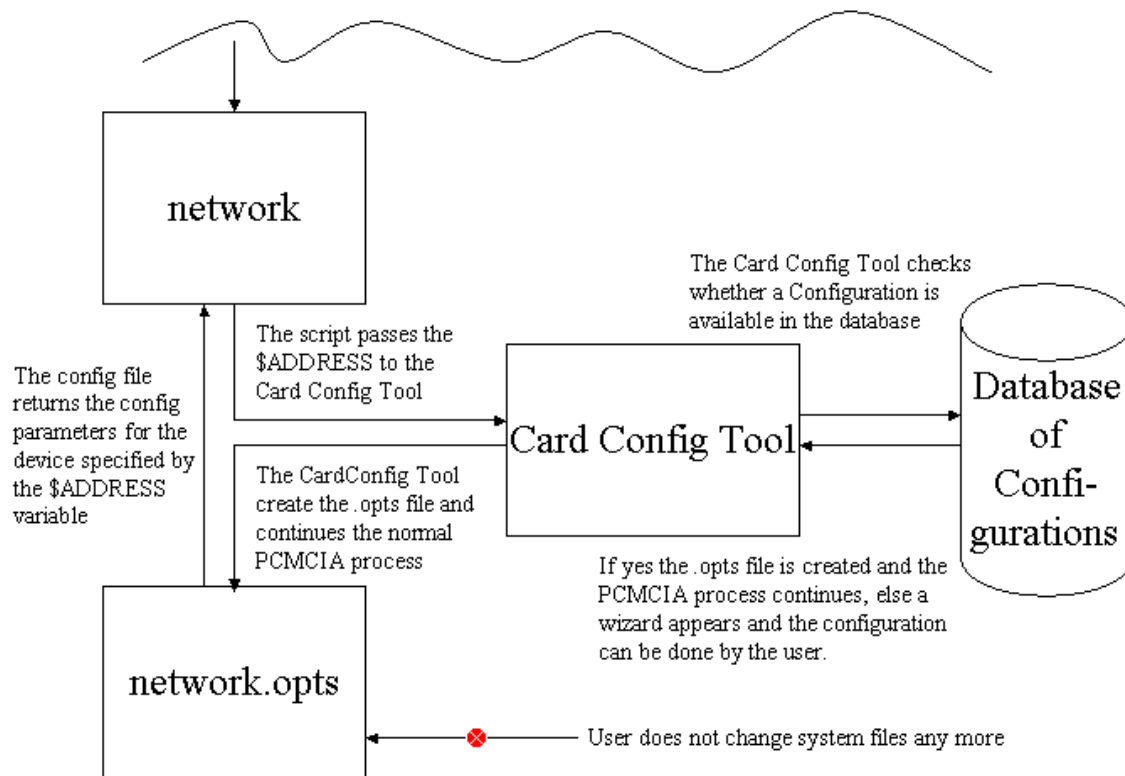 network
The Card Config Tool checks
whether a Configuration is
available in the database
The script passes the
$ADDRESS to the
Card Config Tool
The config file
returns the config
parameters for the
device specified by
the $ADDRESS
variable
Card Config Tool
Database
of
Confi-
gurations
The CardConfig Tool
create the .opts file and
continues the normal
PCMCIA process
If yes the .opts file is created and the
PCMCIA process continues, else a
wizard appears and the configuration
can be done by the user.
network.opts
User does not change system files any more